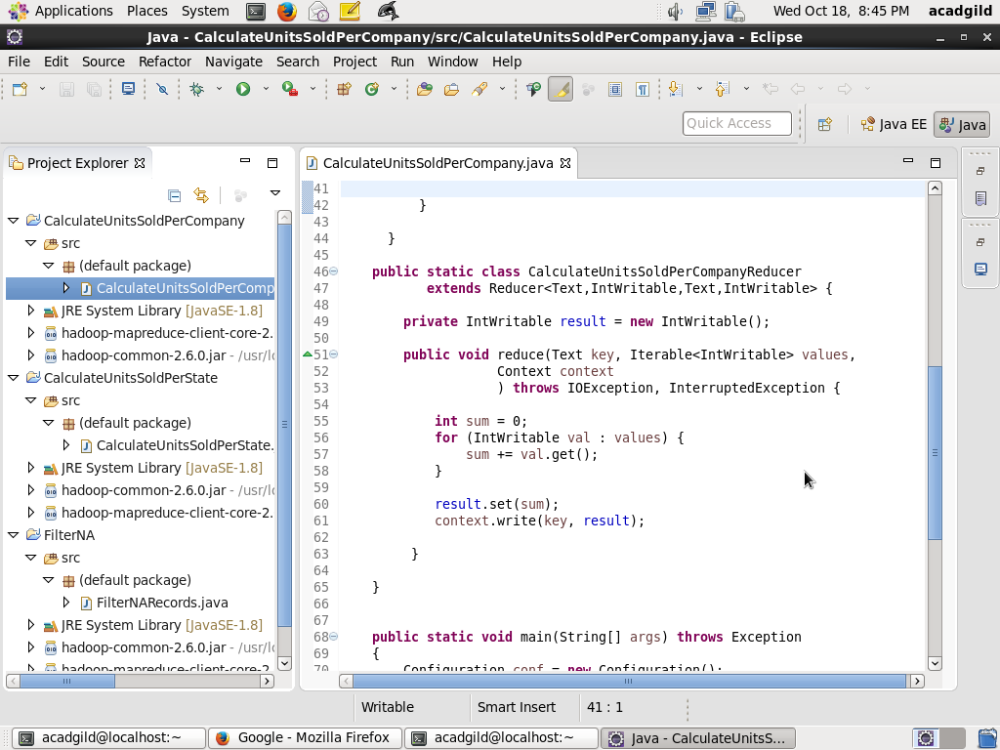 Applications Places System Wed Oct 18, 8:45 PM acadgild
Java - CalculateUnitsSoldPerCompany/src/CalculateUnitsSoldPerCompany.java - Eclipse
File Edit Source Refactor Navigate Search Project Run Window Help
Quick Access Java EE Java
Project Explorer
CalculateUnitsSoldPerCompany
src
(default package)
CalculateUnitsSoldPerComp
JRE System Library [JavaSE-1.8]
hadoop-mapreduce-client-core-2.
hadoop-common-2.6.0.jar - /usr/lo
CalculateUnitsSoldPerState
src
(default package)
CalculateUnitsSoldPerState.
JRE System Library [JavaSE-1.8]
hadoop-common-2.6.0.jar - /usr/lo
hadoop-mapreduce-client-core-2.
FilterNA
src
(default package)
FilterNARecords.java
JRE System Library [JavaSE-1.8]
hadoop-common-2.6.0.jar - /usr/lo
hadoop-mapreduce-client-core-2
CalculateUnitsSoldPerCompany.java
41
42 }
43
44 }
45
46 public static class CalculateUnitsSoldPerCompanyReducer
47 extends Reducer<Text,IntWritable,Text,IntWritable> {
48
49 private IntWritable result = new IntWritable();
50
51 public void reduce(Text key, Iterable<IntWritable> values,
52 Context context
53 ) throws IOException, InterruptedException {
54
55 int sum = 0;
56 for (IntWritable val : values) {
57 sum += val.get();
58 }
59
60 result.set(sum);
61 context.write(key, result);
62
63 }
64
65 }
66
67
68 public static void main(String[] args) throws Exception
69 {
70 Configuration conf = new Configuration();
Writable Smart Insert 41 : 1
acadgild@localhost:~ Google - Mozilla Firefox acadgild@localhost:~ Java - CalculateUnitsS...